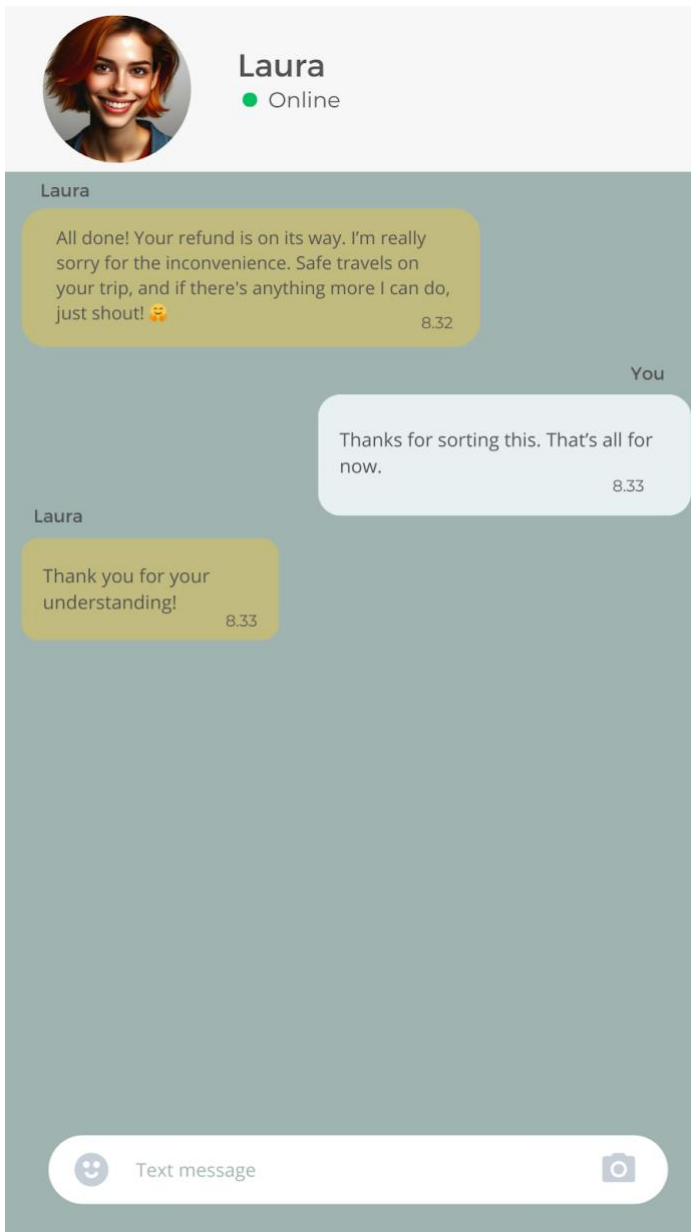 Laura
Online
Laura
All done! Your refund is on its way. I’m really
sorry for the inconvenience. Safe travels on
your trip, and if there's anything more I can do,
just shout! 🤗
8.32
You
Thanks for sorting this. That’s all for
now.
8.33
Laura
Thank you for your
understanding!
8.33
Text message